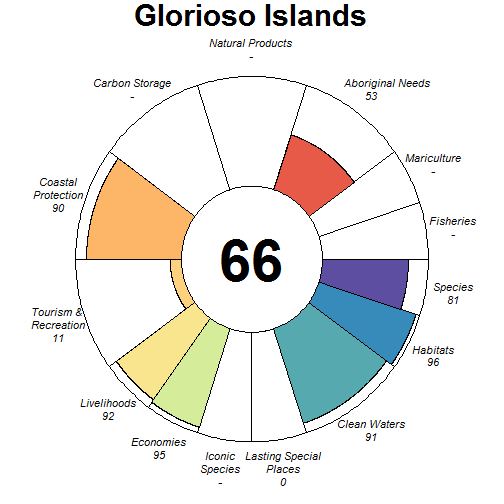 Glorioso Islands
Natural Products
-
Carbon Storage
-
Aboriginal Needs
53
Mariculture
-
Coastal
Protection
90
Fisheries
-
66
Species
81
Tourism &
Recreation
11
Habitats
96
Livelihoods
92
Clean Waters
91
Economies
95
Iconic
Species
-
Lasting Special
Places
0